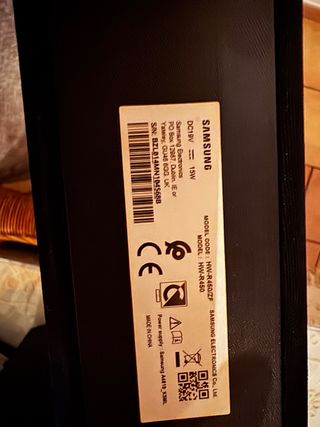 SAMSUNG
MODEL CODE : HW-R450/ZF
MODEL : HW-R450
DC19V 15W
SAMSUNG ELECTRONICS Co., Ltd.
Samsung Electronics
PO Box 12987, Dublin. IE or
Yateley, GU46 6GG, UK
Power supply : Samsung
MADE IN CHINA